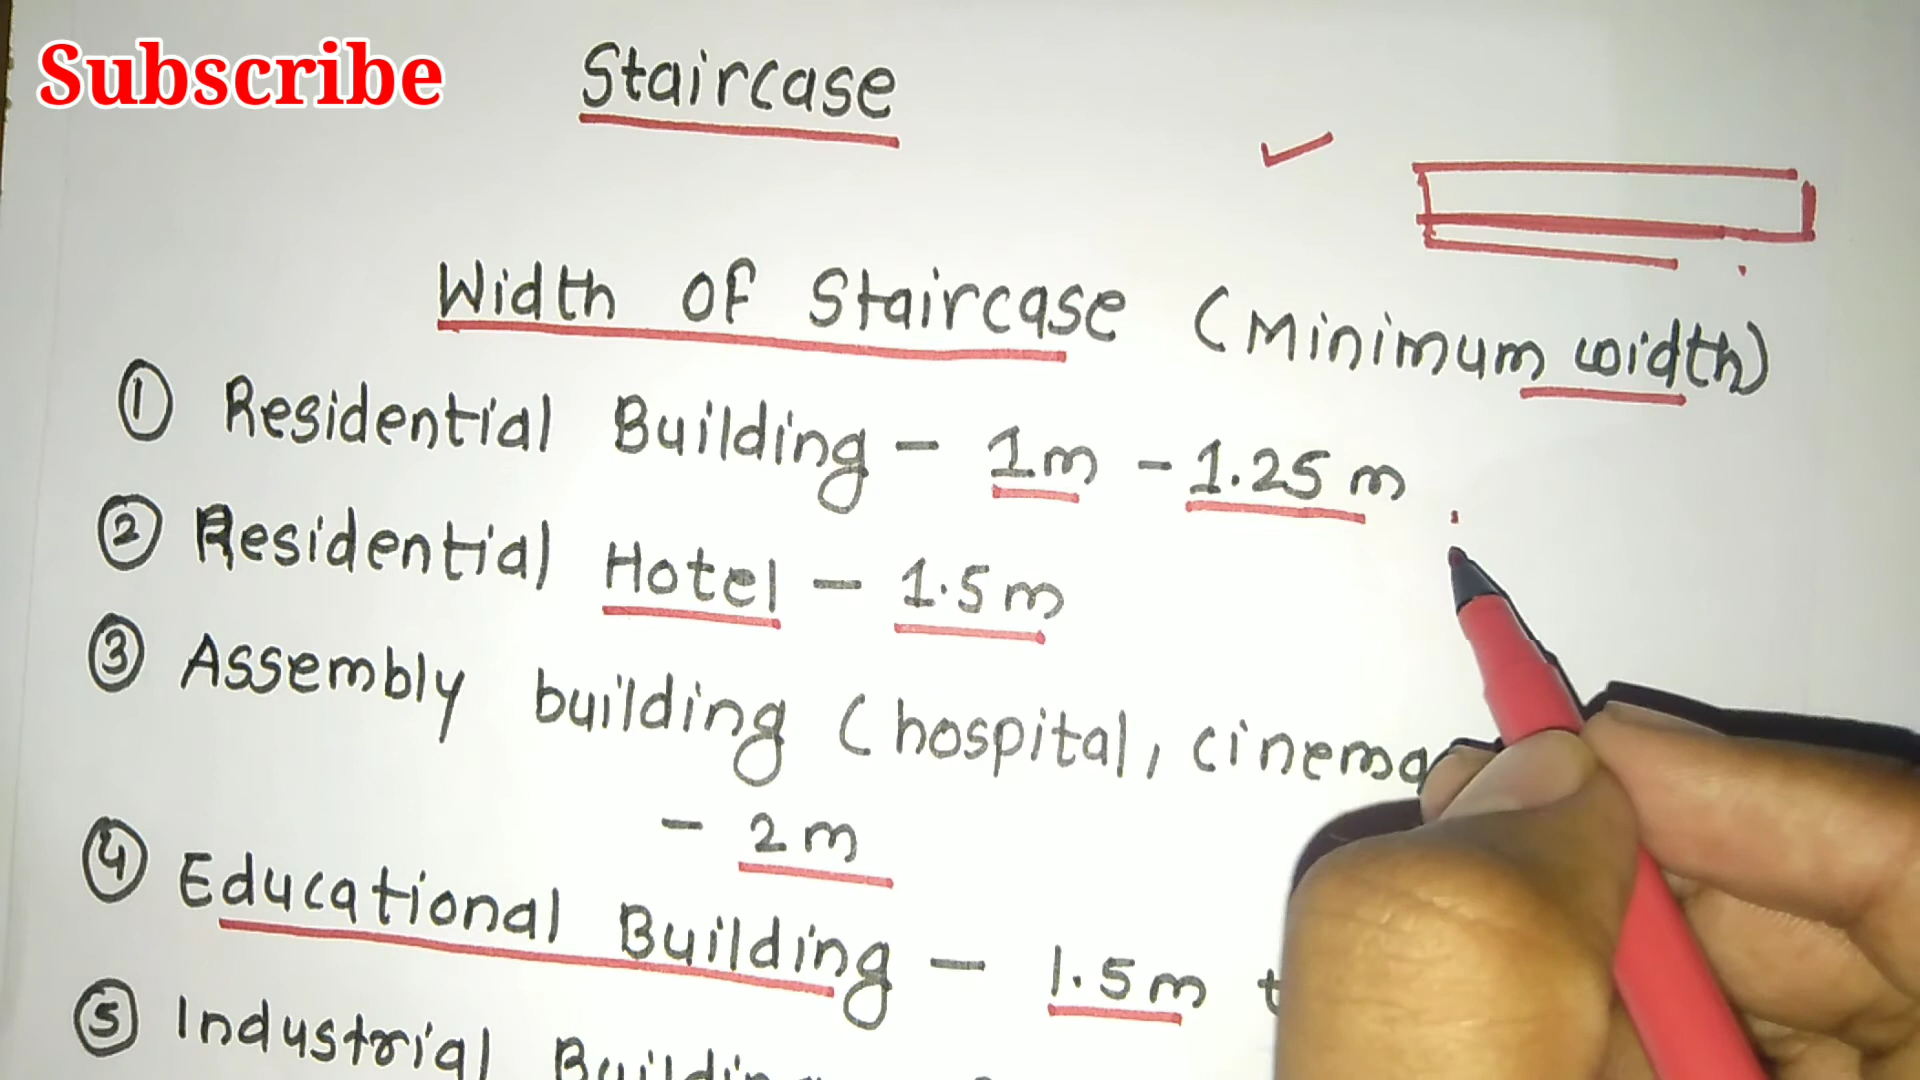 Subscribe
Staircase
Width of Staircase (Minimum width)
① Residential Building - 1m - 1.25 m
② Residential Hotel - 1.5m
③ Assembly building (hospital, cinema
- 2m
④ Educational Building - 1.5m
⑤ Industrial Building